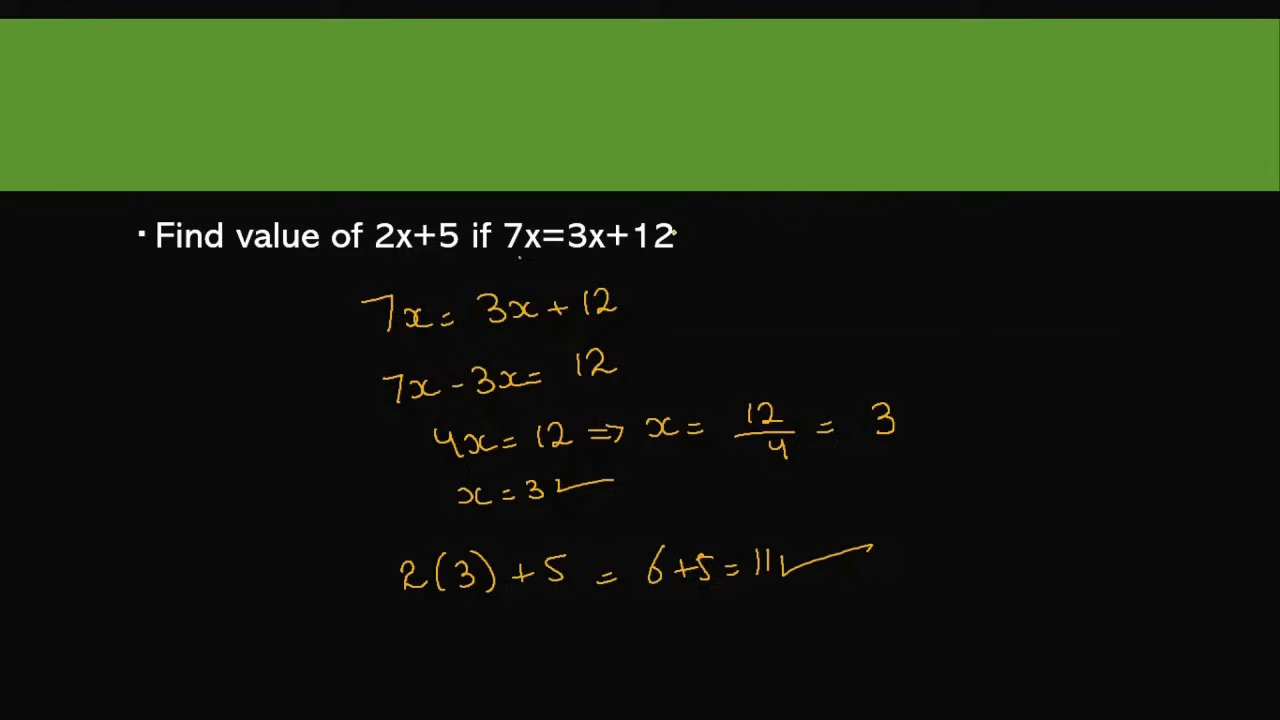 · Find value of 2x+5 if 7x=3x+12
7x = 3x + 12
7x - 3x = 12
4x = 12 => x = 12/4 = 3
x = 3 ✓
2(3) + 5 = 6+5 = 11 ✓